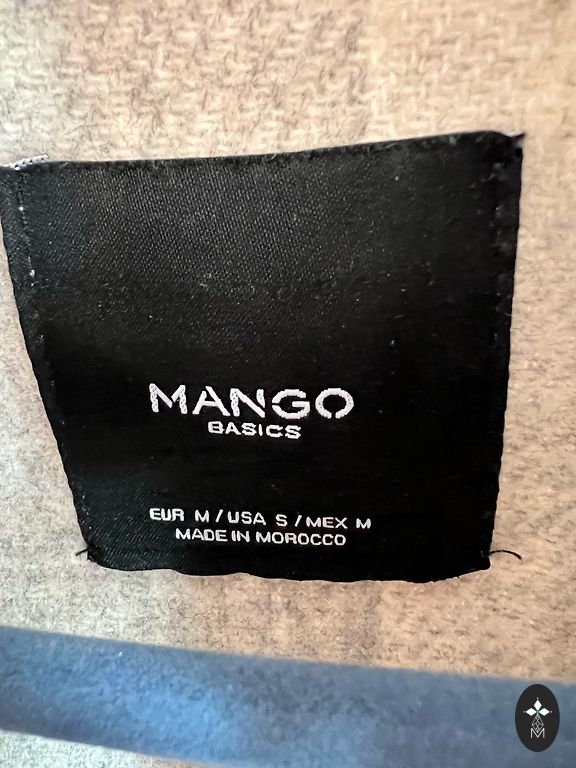 MANGO
BASICS
EUR M / USA S / MEX M
MADE IN MOROCCO
M